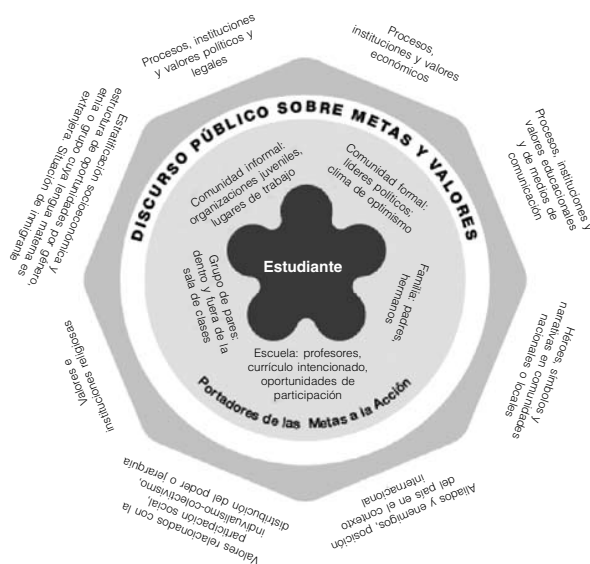 Procesos, instituciones
y valores políticos y
legales
Procesos,
instituciones y valores
económicos
Procesos, instituciones y
valores educacionales
y de medios de
comunicación
Héroes, símbolos y
narrativas en comunidades
nacionales o locales
Aliados y enemigos, posición
del país en el contexto
internacional
Valores relacionados con la
participación social,
individualismo-colectivismo,
distribución del poder o jerarquía
Valores e
instituciones religiosas
Estratificación socioeconómica y
estructura de oportunidades por género,
etnia o grupo cuya lengua materna es
extranjera. Situación de inmigrante
DISCURSO PÚBLICO SOBRE METAS Y VALORES
Comunidad informal:
organizaciones juveniles,
lugares de trabajo
Comunidad formal:
líderes políticos;
clima de optimismo
Estudiante
Grupo de pares:
dentro y fuera de la
sala de clases
Familia: padres,
hermanos
Escuela: profesores,
currículo intencionado,
oportunidades de
participación
Portadores de las Metas a la Acción